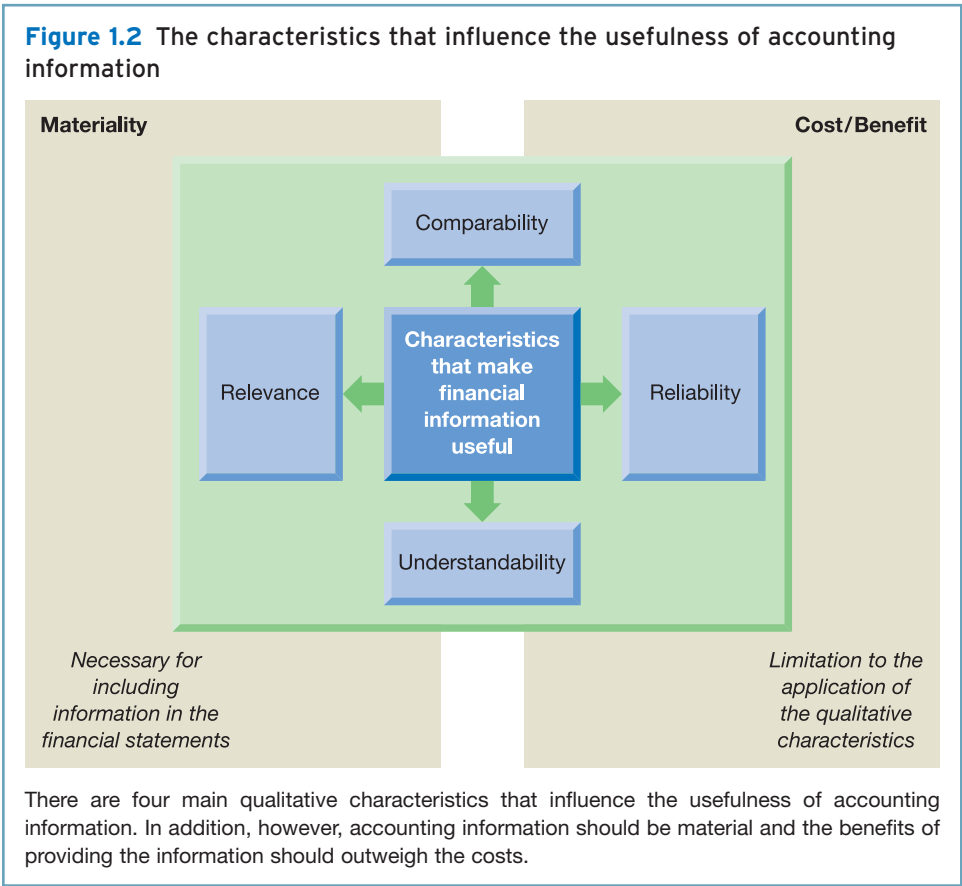 Figure 1.2 The characteristics that influence the usefulness of accounting
information
Materiality
Cost/Benefit
Comparability
Relevance
Characteristics
that make
financial
information
useful
Reliability
Understandability
Necessary for
including
information in the
financial statements
Limitation to the
application of
the qualitative
characteristics
There are four main qualitative characteristics that influence the usefulness of accounting
information. In addition, however, accounting information should be material and the benefits of
providing the information should outweigh the costs.